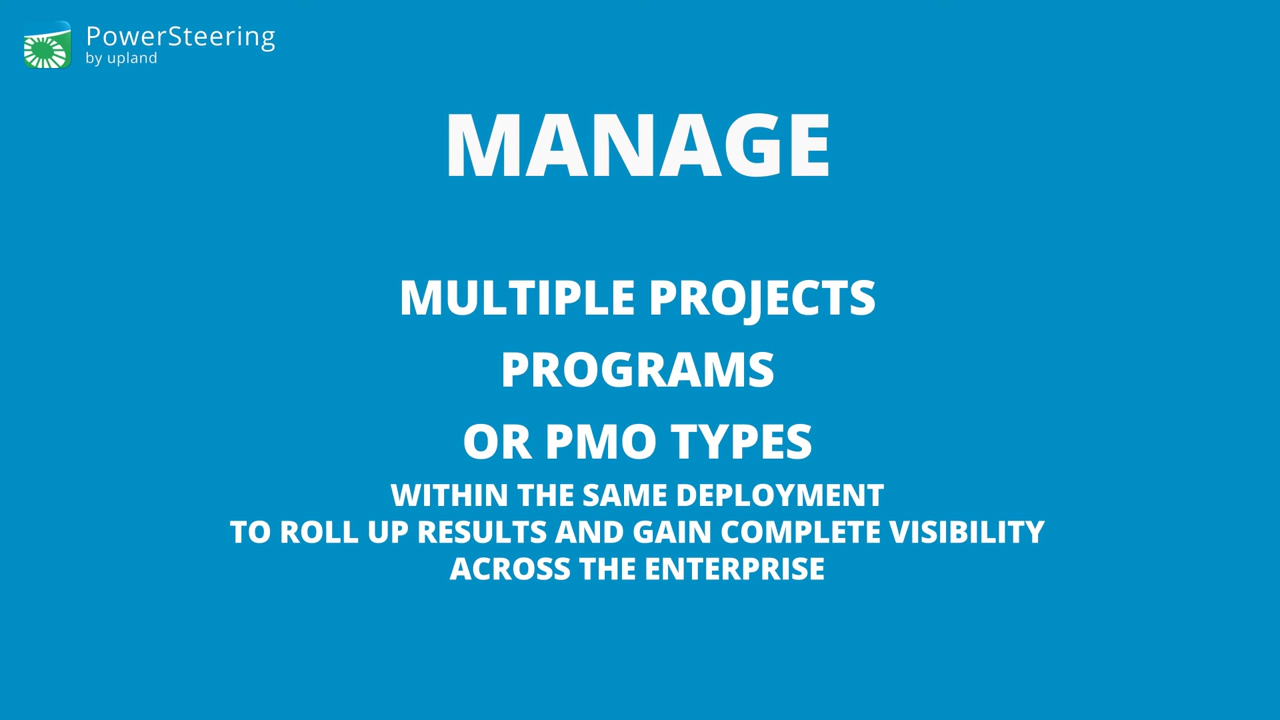 PowerSteering
by upland
MANAGE
MULTIPLE PROJECTS
PROGRAMS
OR PMO TYPES
WITHIN THE SAME DEPLOYMENT
TO ROLL UP RESULTS AND GAIN COMPLETE VISIBILITY
ACROSS THE ENTERPRISE